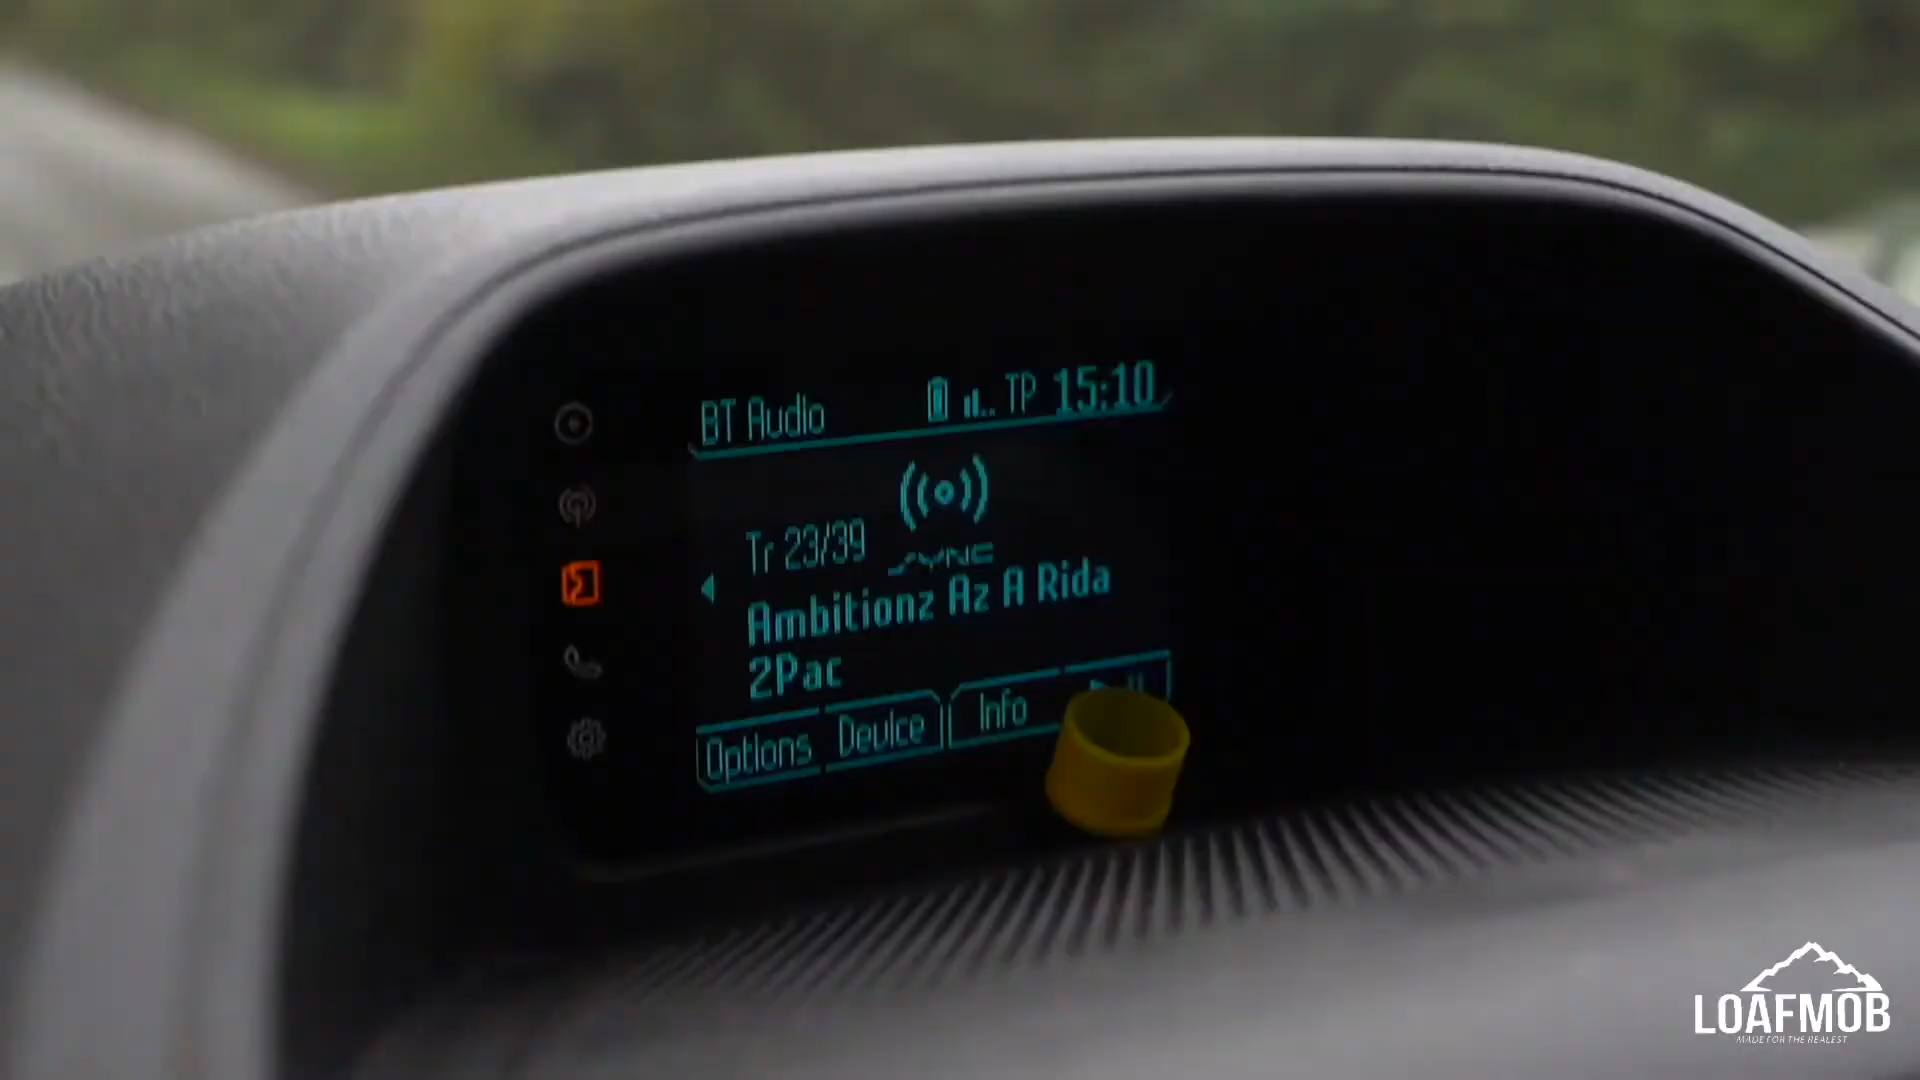 BT Audio TP 15:10
Tr 23/39
SYNC
Ambitionz Az A Rida
2Pac
Options Device Info
LOAFMOB
MADE FOR THE REALEST